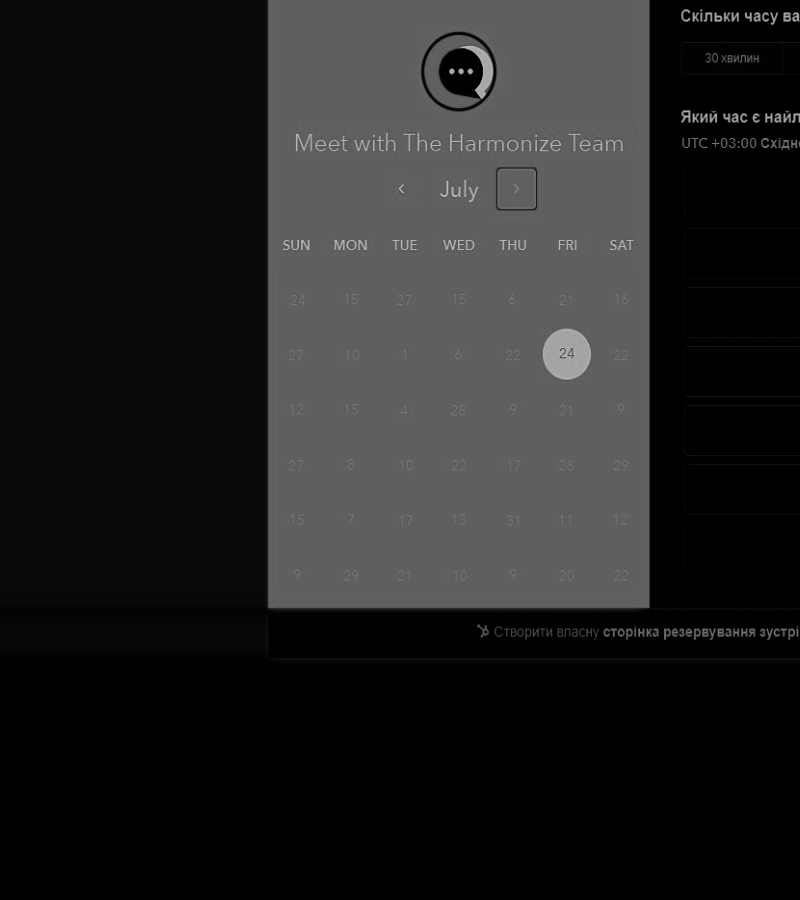 Скільки часу ва
30 хвилин
Який час є найл
UTC +03:00 Східн
Meet with The Harmonize Team
July
SUN MON TUE WED THU FRI SAT
24 15 27 15 6 21 16
27 10 1 6 22 24 22
12 15 4 28 9 21 9
27 8 10 22 17 28 29
15 7 17 13 31 11 12
9 29 21 10 9 20 22
Створити власну сторінка резервування зустрі